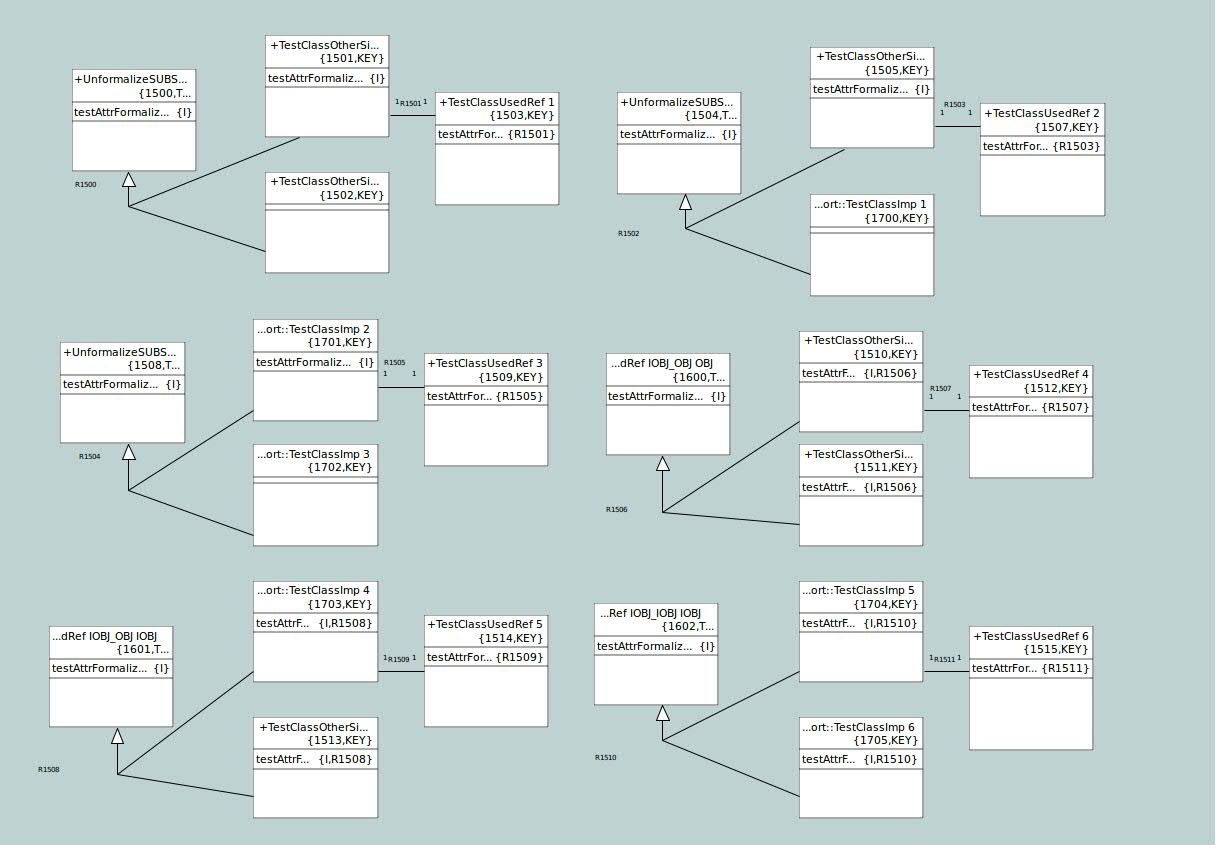 +UnformalizeSUBS...
{1500,T...
testAttrFormaliz... {I}
R1500
+TestClassOtherSi...
{1501,KEY}
testAttrFormaliz... {I}
1 R1501 1
+TestClassUsedRef 1
{1503,KEY}
testAttrFor... {R1501}
+TestClassOtherSi...
{1502,KEY}
+UnformalizeSUBS...
{1504,T...
testAttrFormaliz... {I}
R1502
+TestClassOtherSi...
{1505,KEY}
testAttrFormaliz... {I}
R1503
1 1
+TestClassUsedRef 2
{1507,KEY}
testAttrFor... {R1503}
...ort::TestClassImp 1
{1700,KEY}
+UnformalizeSUBS...
{1508,T...
testAttrFormaliz... {I}
R1504
...ort::TestClassImp 2
{1701,KEY}
testAttrFormaliz... {I}
R1505
1 1
+TestClassUsedRef 3
{1509,KEY}
testAttrFor... {R1505}
...ort::TestClassImp 3
{1702,KEY}
...dRef IOBJ_OBJ OBJ
{1600,T...
testAttrFormaliz... {I}
R1506
+TestClassOtherSi...
{1510,KEY}
testAttrF... {I,R1506}
R1507
1 1
+TestClassUsedRef 4
{1512,KEY}
testAttrFor... {R1507}
+TestClassOtherSi...
{1511,KEY}
testAttrF... {I,R1506}
...dRef IOBJ_OBJ IOBJ
{1601,T...
testAttrFormaliz... {I}
R1508
...ort::TestClassImp 4
{1703,KEY}
testAttrF... {I,R1508}
1 R1509 1
+TestClassUsedRef 5
{1514,KEY}
testAttrFor... {R1509}
+TestClassOtherSi...
{1513,KEY}
testAttrF... {I,R1508}
...Ref IOBJ_IOBJ IOBJ
{1602,T...
testAttrFormaliz... {I}
R1510
...ort::TestClassImp 5
{1704,KEY}
testAttrF... {I,R1510}
1 R1511 1
+TestClassUsedRef 6
{1515,KEY}
testAttrFor... {R1511}
...ort::TestClassImp 6
{1705,KEY}
testAttrF... {I,R1510}